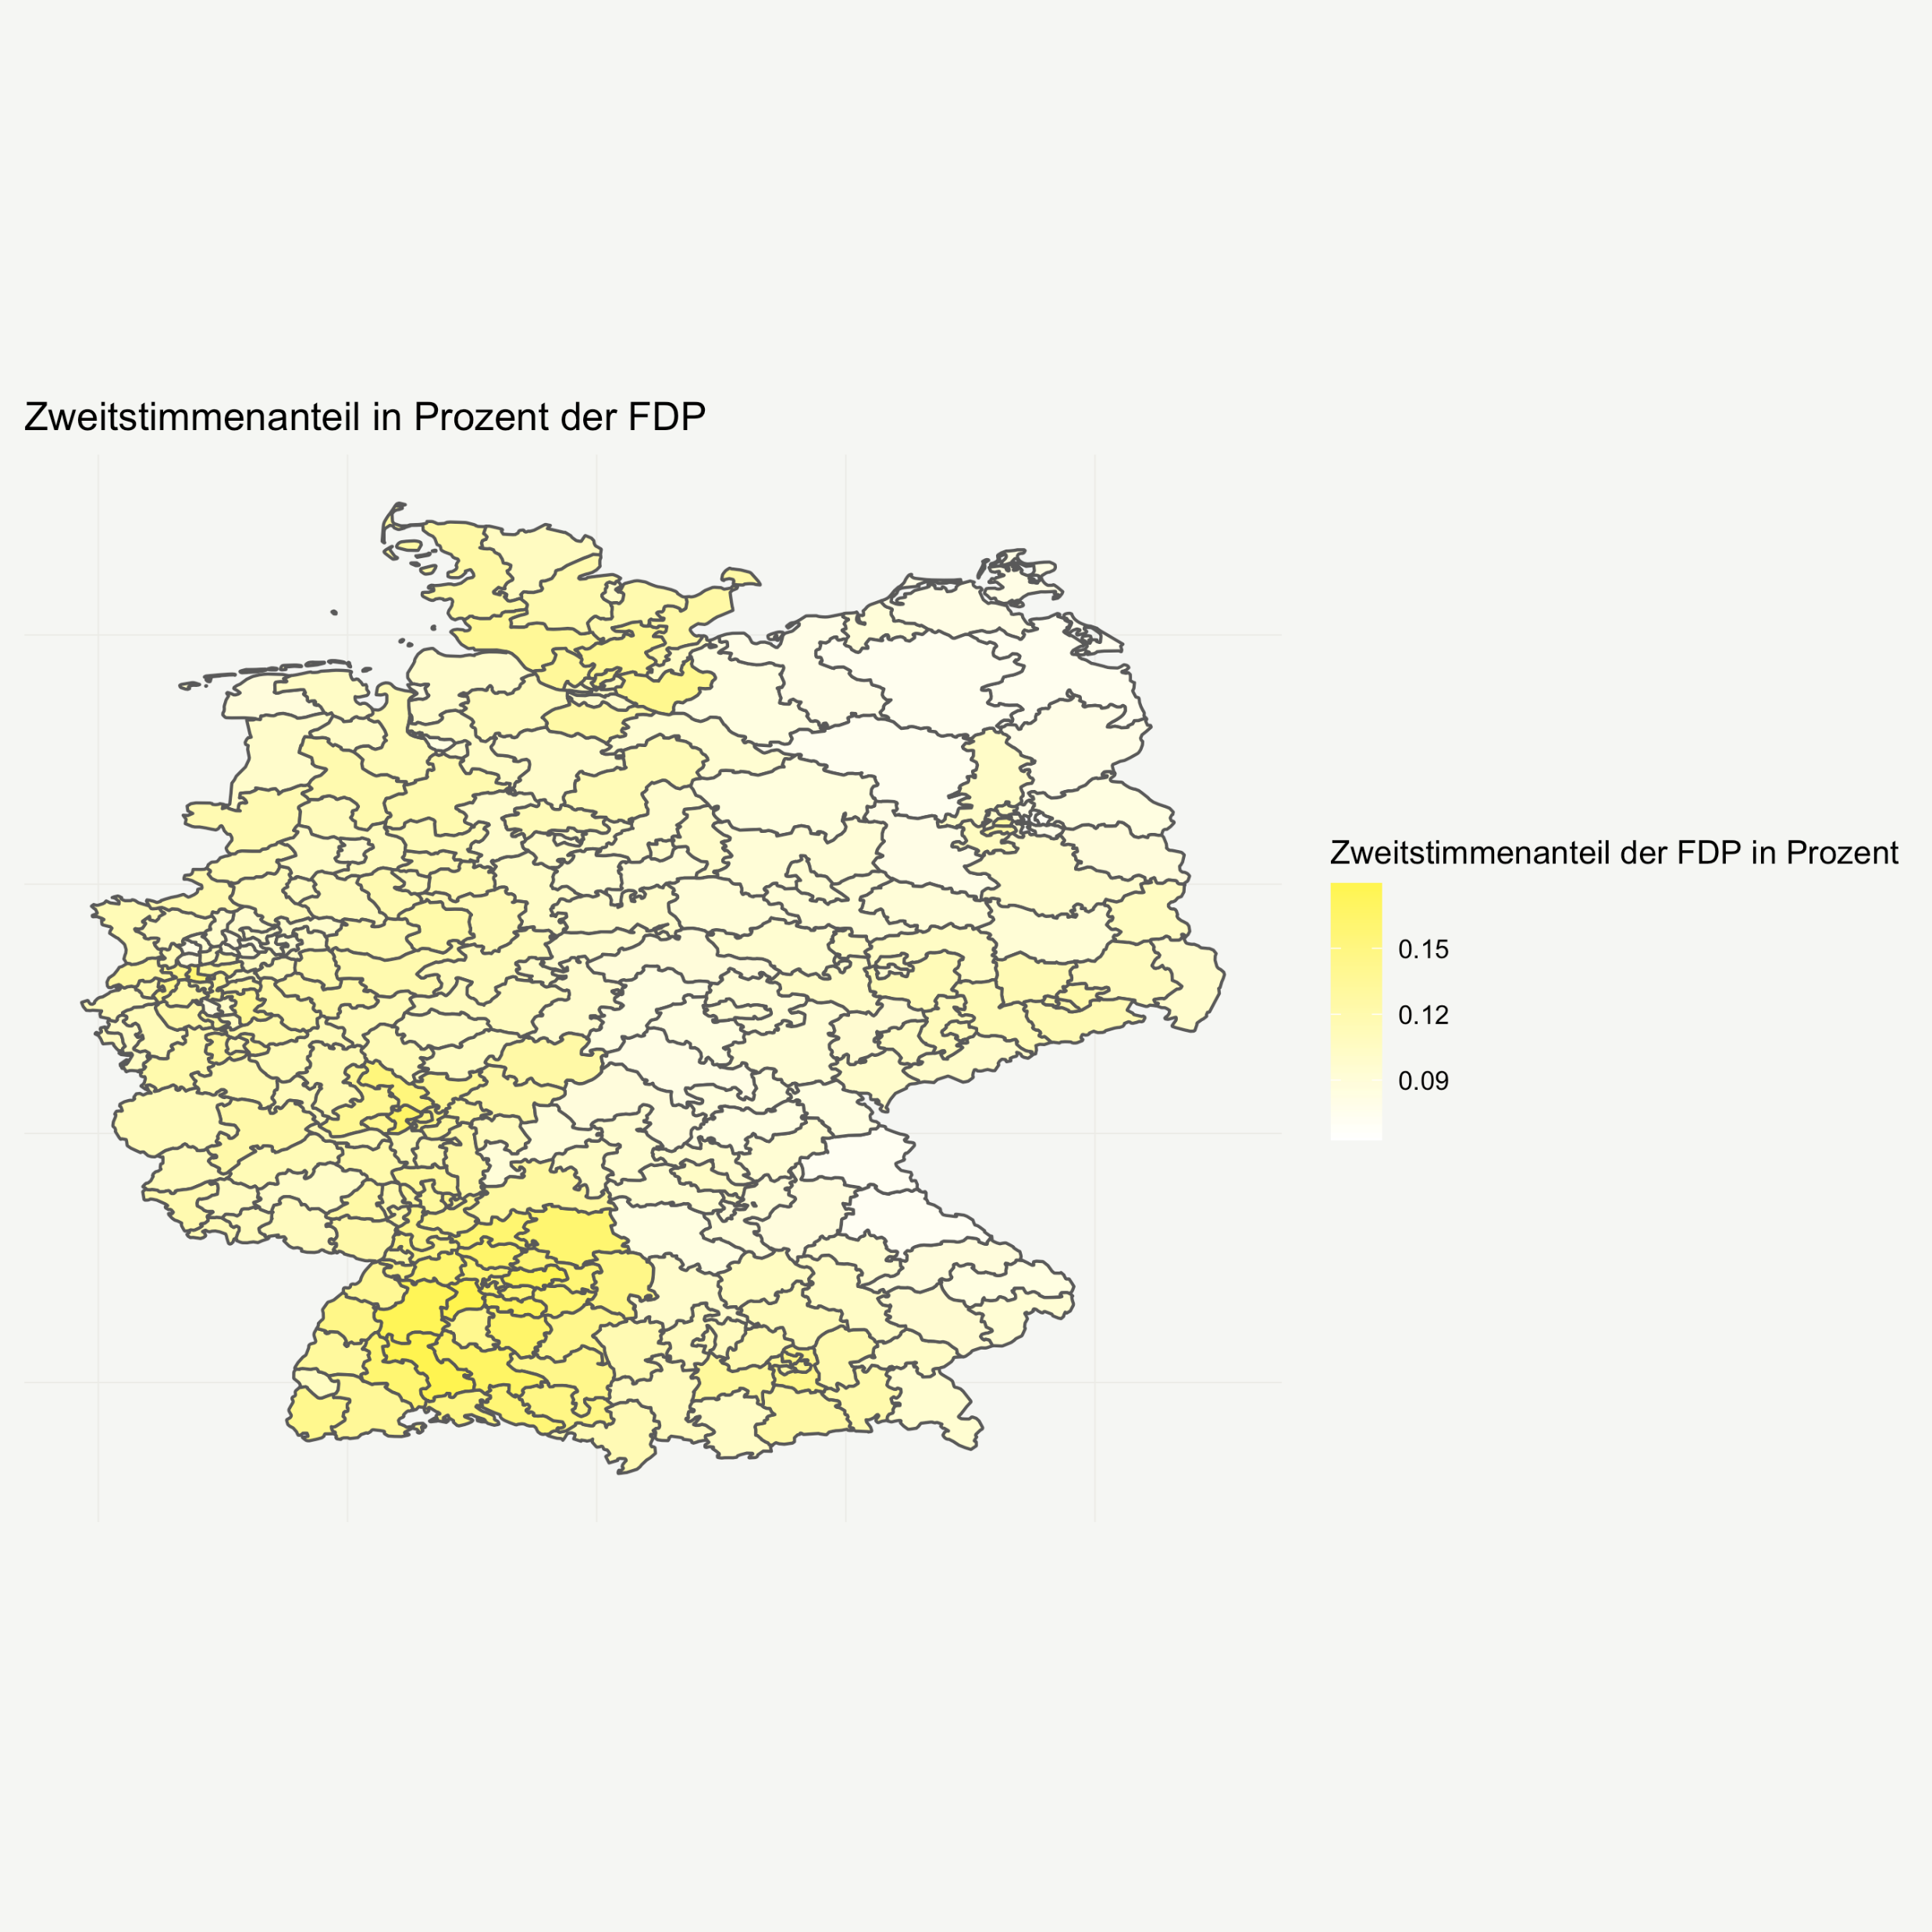 Zweitstimmenanteil in Prozent der FDP
Zweitstimmenanteil der FDP in Prozent
0.15
0.12
0.09